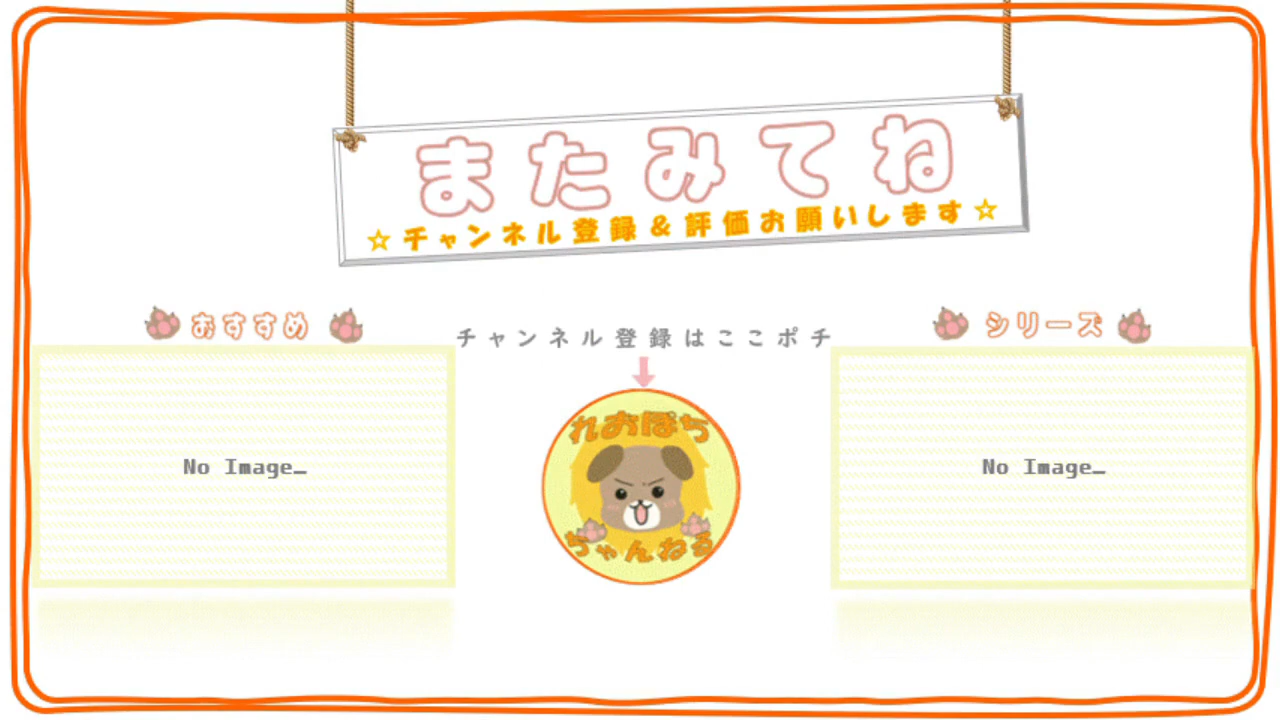 またみてね
☆チャンネル登録＆評価お願いします☆
おすすめ
チャンネル登録はここポチ
シリーズ
No Image…
れおぽち
ちゃんねる
No Image…